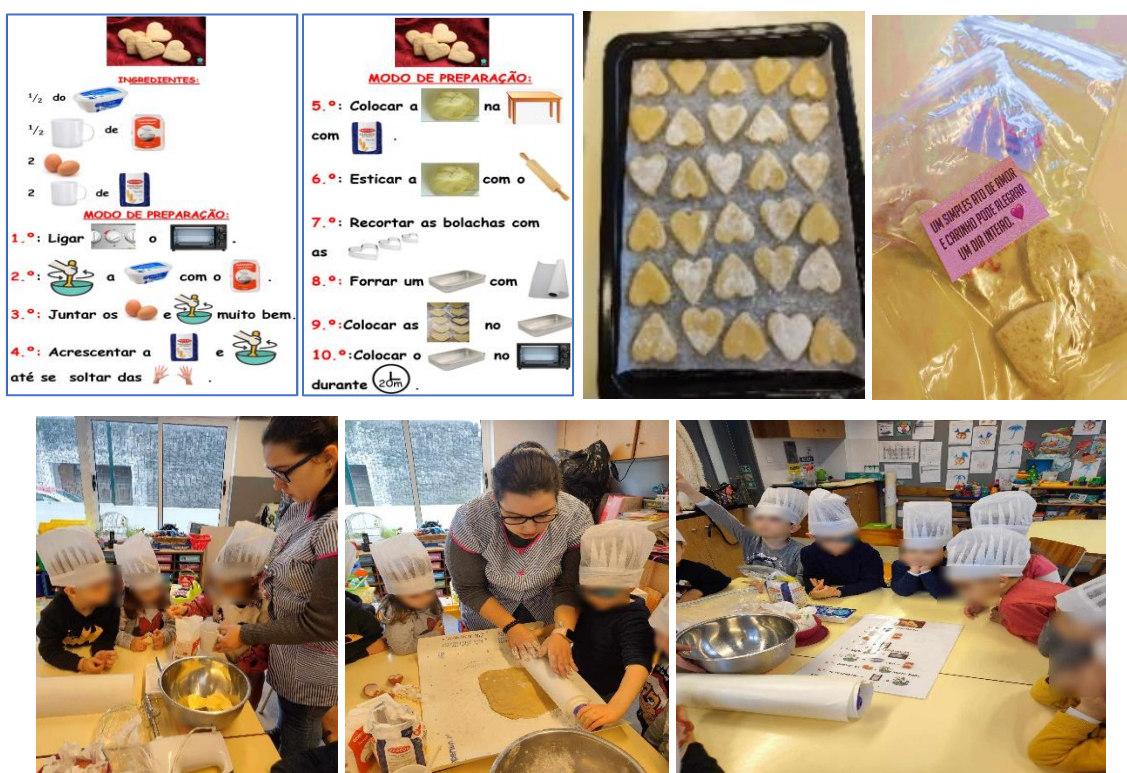 INGREDIENTES:
1/2 do
1/2 de
2
2 de
MODO DE PREPARAÇÃO:
1.º: Ligar o .
2.º: a com o .
3.º: Juntar os e muito bem.
4.º: Acrescentar a e
até se soltar das .
MODO DE PREPARAÇÃO:
5.º: Colocar a na
com .
6.º: Esticar a com o
7.º: Recortar as bolachas com
as
8.º: Forrar um com
9.º:Colocar as no
10.º:Colocar o no
durante 20m .
UM SIMPLES ATO DE AMOR
E CARINHO PODE ALEGRAR
UM DIA INTEIRO.